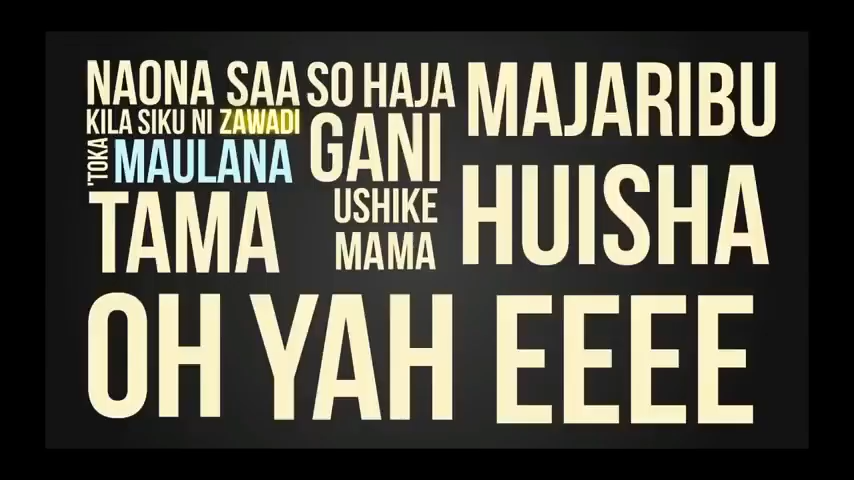 NAONA SAA
KILA SIKU NI ZAWADI
'TOKA MAULANA
TAMA
SO HAJA
GANI
USHIKE
MAMA
MAJARIBU
HUISHA
OH YAH EEEE